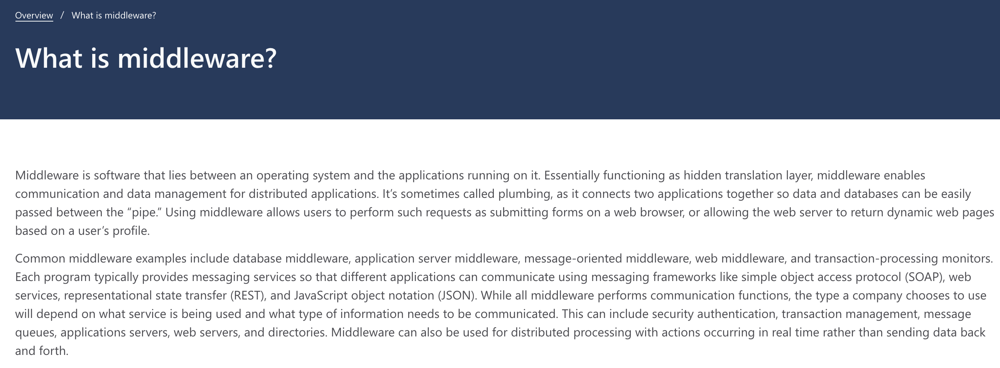 Overview / What is middleware?
What is middleware?
Middleware is software that lies between an operating system and the applications running on it. Essentially functioning as hidden translation layer, middleware enables
communication and data management for distributed applications. It’s sometimes called plumbing, as it connects two applications together so data and databases can be easily
passed between the “pipe.” Using middleware allows users to perform such requests as submitting forms on a web browser, or allowing the web server to return dynamic web pages
based on a user’s profile.
Common middleware examples include database middleware, application server middleware, message-oriented middleware, web middleware, and transaction-processing monitors.
Each program typically provides messaging services so that different applications can communicate using messaging frameworks like simple object access protocol (SOAP), web
services, representational state transfer (REST), and JavaScript object notation (JSON). While all middleware performs communication functions, the type a company chooses to use
will depend on what service is being used and what type of information needs to be communicated. This can include security authentication, transaction management, message
queues, applications servers, web servers, and directories. Middleware can also be used for distributed processing with actions occurring in real time rather than sending data back
and forth.